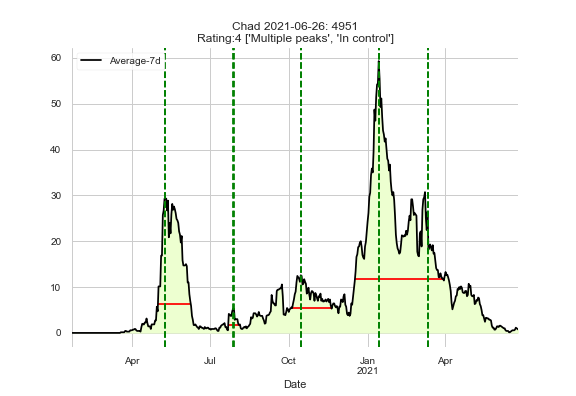 Chad 2021-06-26: 4951
Rating:4 ['Multiple peaks', 'In control']
Average-7d
60
50
40
30
20
10
0
Apr
Jul
Oct
Jan
2021
Apr
Date